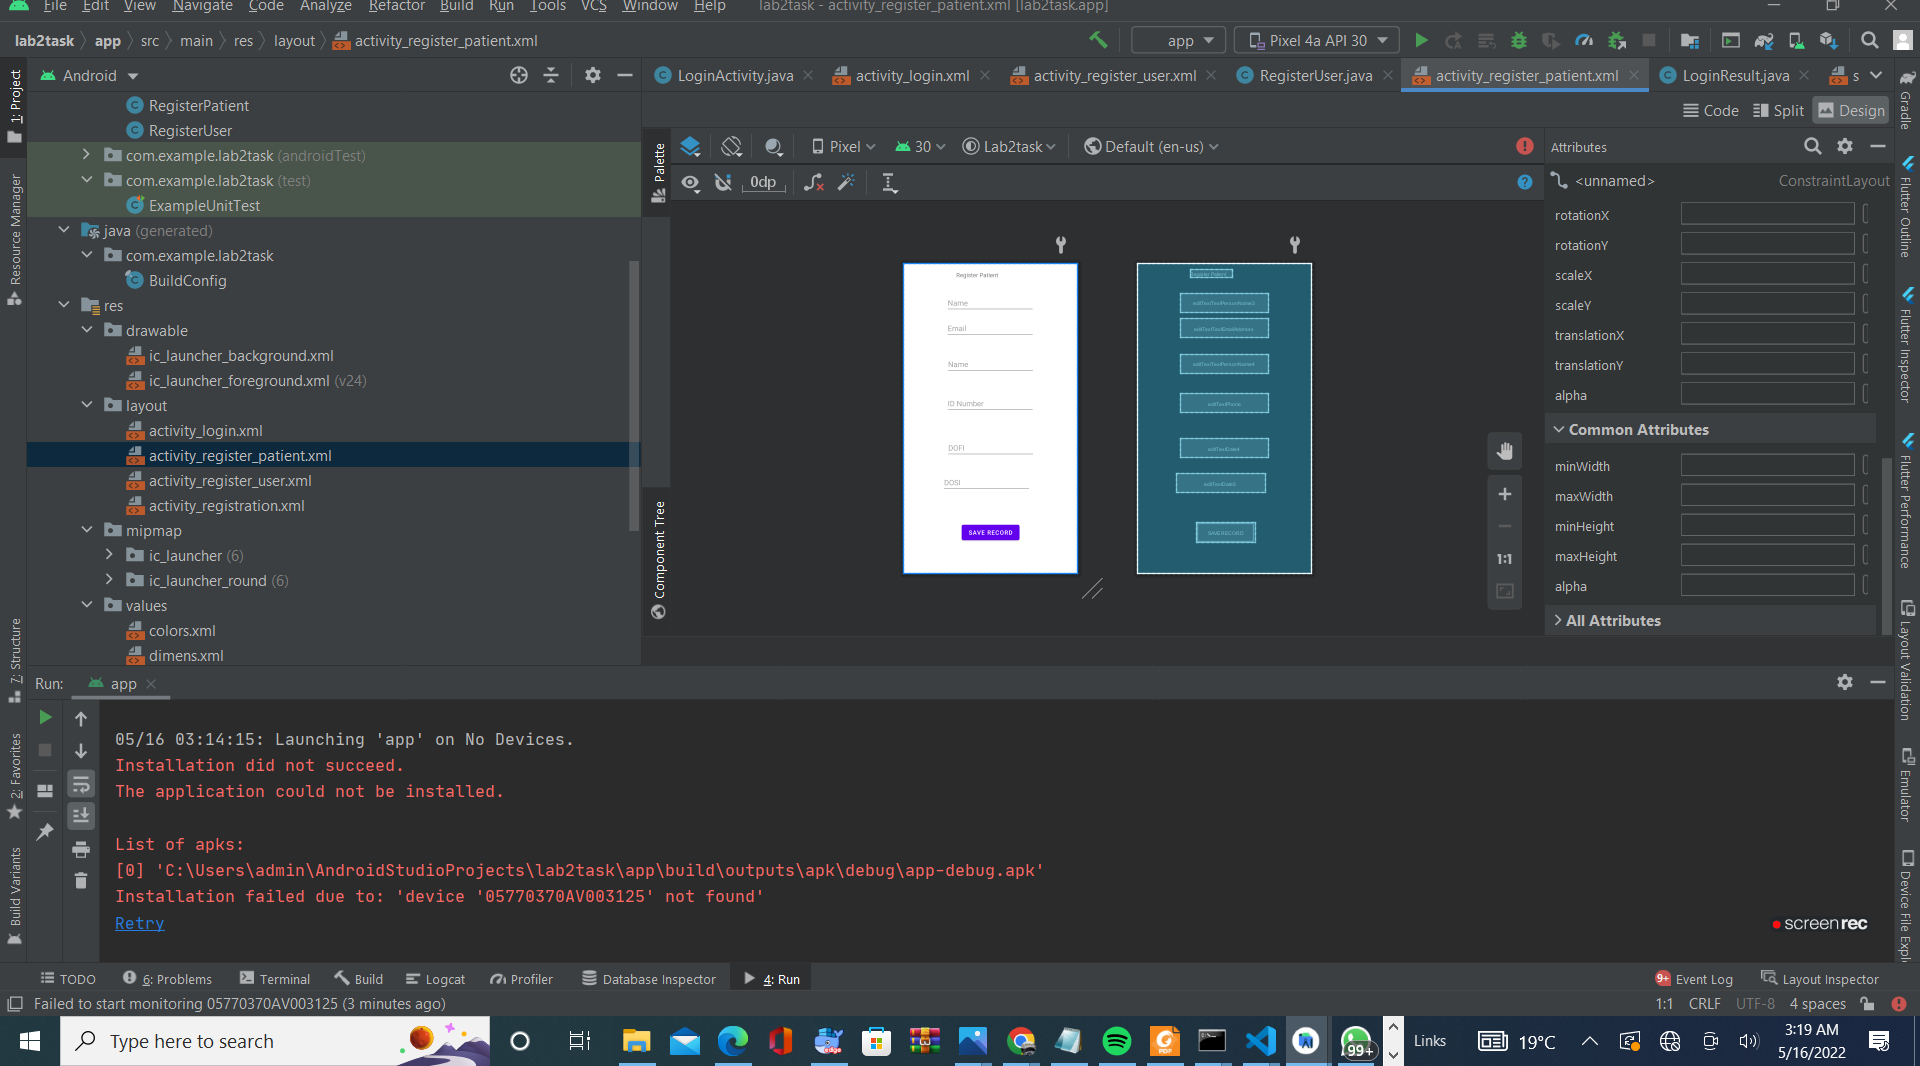 File Edit View Navigate Code Analyze Refactor Build Run Tools VCS Window Help lab2task - activity_register_patient.xml [lab2task.app]
lab2task app src main res layout activity_register_patient.xml
app Pixel 4a API 30
Android
LoginActivity.java activity_login.xml activity_register_user.xml RegisterUser.java activity_register_patient.xml LoginResult.java s
Code Split Design
1: Project
Resource Manager
7: Structure
2: Favorites
Build Variants
RegisterPatient
RegisterUser
com.example.lab2task (androidTest)
com.example.lab2task (test)
ExampleUnitTest
java (generated)
com.example.lab2task
BuildConfig
res
drawable
ic_launcher_background.xml
ic_launcher_foreground.xml (v24)
layout
activity_login.xml
activity_register_patient.xml
activity_register_user.xml
activity_registration.xml
mipmap
ic_launcher (6)
ic_launcher_round (6)
values
colors.xml
dimens.xml
Palette
Component Tree
Pixel 30 Lab2task Default (en-us)
0dp
Register Patient
Name
Email
Name
ID Number
DOFI
DOSI
SAVE RECORD
Register Patient
SAVE RECORD
1:1
Attributes
<unnamed> ConstraintLayout
rotationX
rotationY
scaleX
scaleY
translationX
translationY
alpha
Common Attributes
minWidth
maxWidth
minHeight
maxHeight
alpha
All Attributes
Gradle
Flutter Outline
Flutter Inspector
Flutter Performance
Layout Validation
Emulator
Device File Expl
Run: app
05/16 03:14:15: Launching 'app' on No Devices.
Installation did not succeed.
The application could not be installed.
List of apks:
[0] 'C:\Users\admin\AndroidStudioProjects\lab2task\app\build\outputs\apk\debug\app-debug.apk'
Installation failed due to: 'device '05770370AV003125' not found'
Retry
screenrec
TODO 6: Problems Terminal Build Logcat Profiler Database Inspector 4: Run 9+ Event Log Layout Inspector
Failed to start monitoring 05770370AV003125 (3 minutes ago) 1:1 CRLF UTF-8 4 spaces
Type here to search
edge
PDF
99+
Links
19°C
3:19 AM
5/16/2022